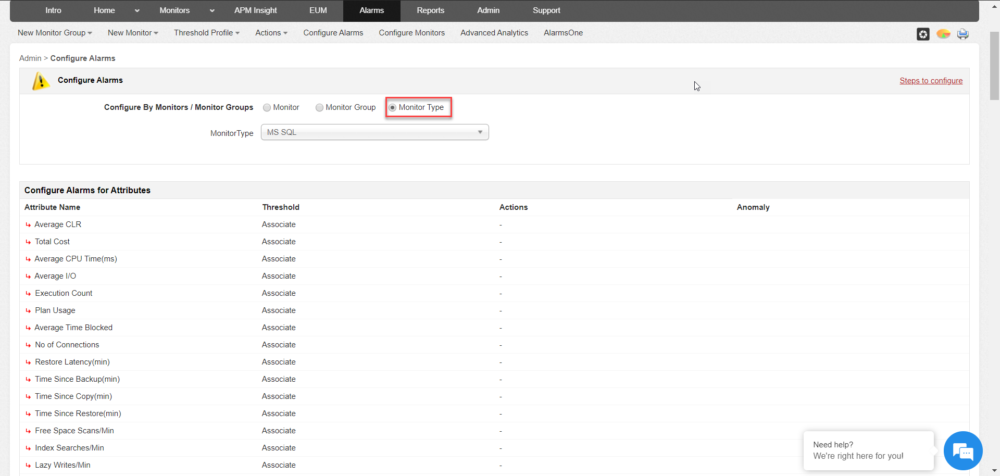 Intro Home Monitors APM Insight EUM Alarms Reports Admin Support
New Monitor Group New Monitor Threshold Profile Actions Configure Alarms Configure Monitors Advanced Analytics AlarmsOne
Admin > Configure Alarms
Configure Alarms Steps to configure
Configure By Monitors / Monitor Groups Monitor Monitor Group Monitor Type
MonitorType MS SQL
Configure Alarms for Attributes
Attribute Name Threshold Actions Anomaly
Average CLR Associate -
Total Cost Associate -
Average CPU Time(ms) Associate -
Average I/O Associate -
Execution Count Associate -
Plan Usage Associate -
Average Time Blocked Associate -
No of Connections Associate -
Restore Latency(min) Associate -
Time Since Backup(min) Associate -
Time Since Copy(min) Associate -
Time Since Restore(min) Associate -
Free Space Scans/Min Associate -
Index Searches/Min Associate -
Lazy Writes/Min Associate -
Need help?
We're right here for you!